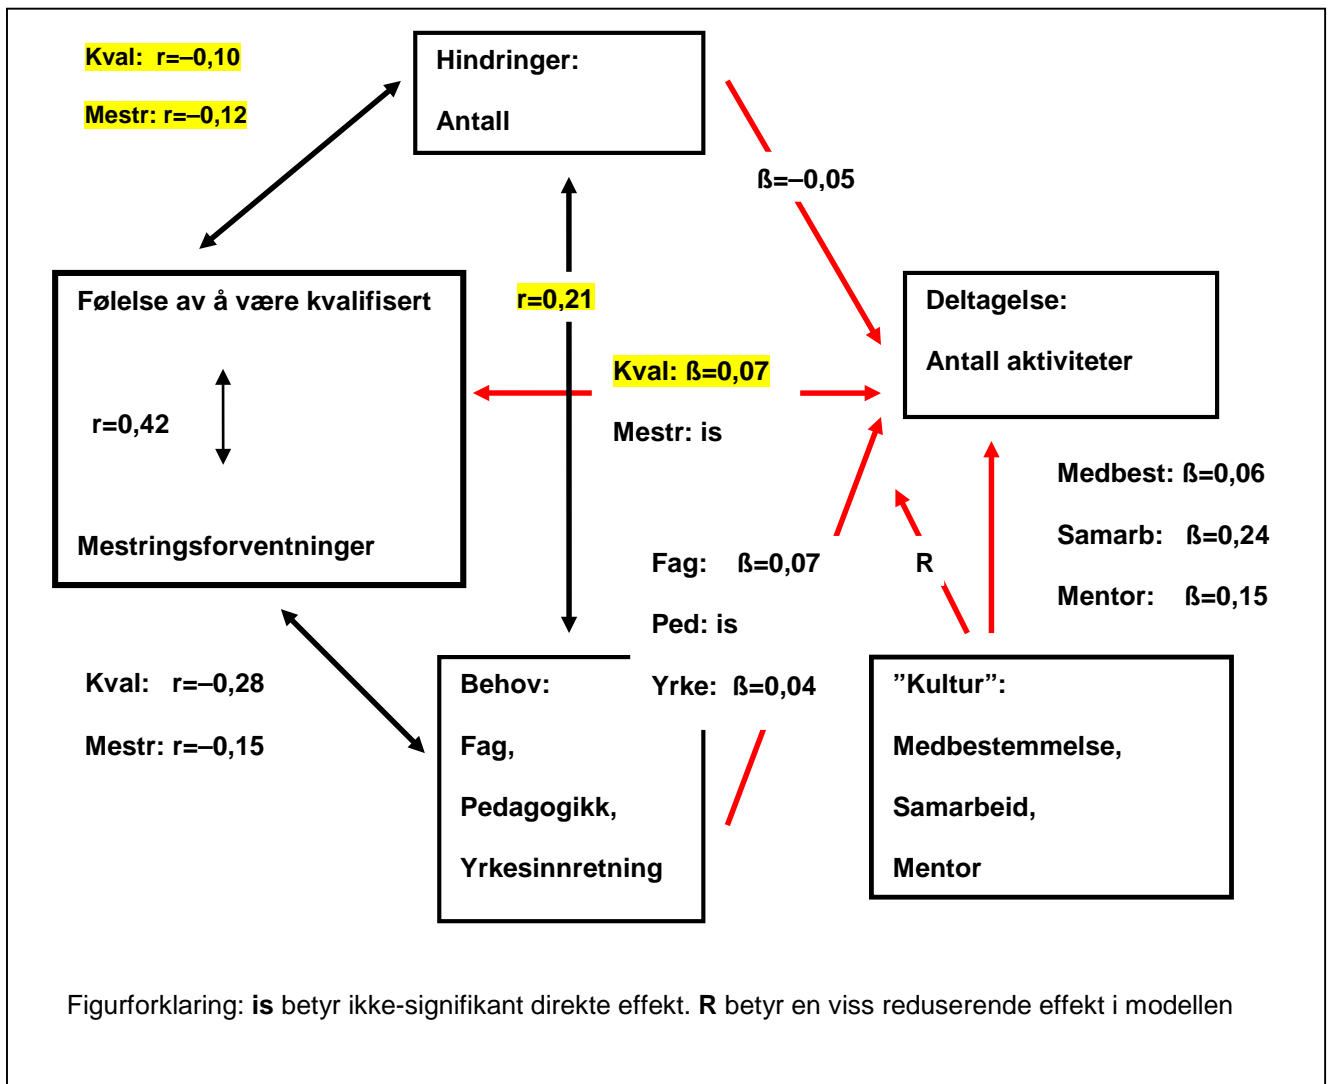 Kval: r=–0,10
Mestr: r=–0,12
Hindringer:
Antall
ß=–0,05
Følelse av å være kvalifisert
r=0,42
Mestringsforventninger
r=0,21
Kval: ß=0,07
Mestr: is
Deltagelse:
Antall aktiviteter
Medbest: ß=0,06
Samarb: ß=0,24
Mentor: ß=0,15
Fag: ß=0,07
Ped: is
Yrke: ß=0,04
R
Kval: r=–0,28
Mestr: r=–0,15
Behov:
Fag,
Pedagogikk,
Yrkesinnretning
”Kultur”:
Medbestemmelse,
Samarbeid,
Mentor
Figurforklaring: is betyr ikke-signifikant direkte effekt. R betyr en viss reduserende effekt i modellen